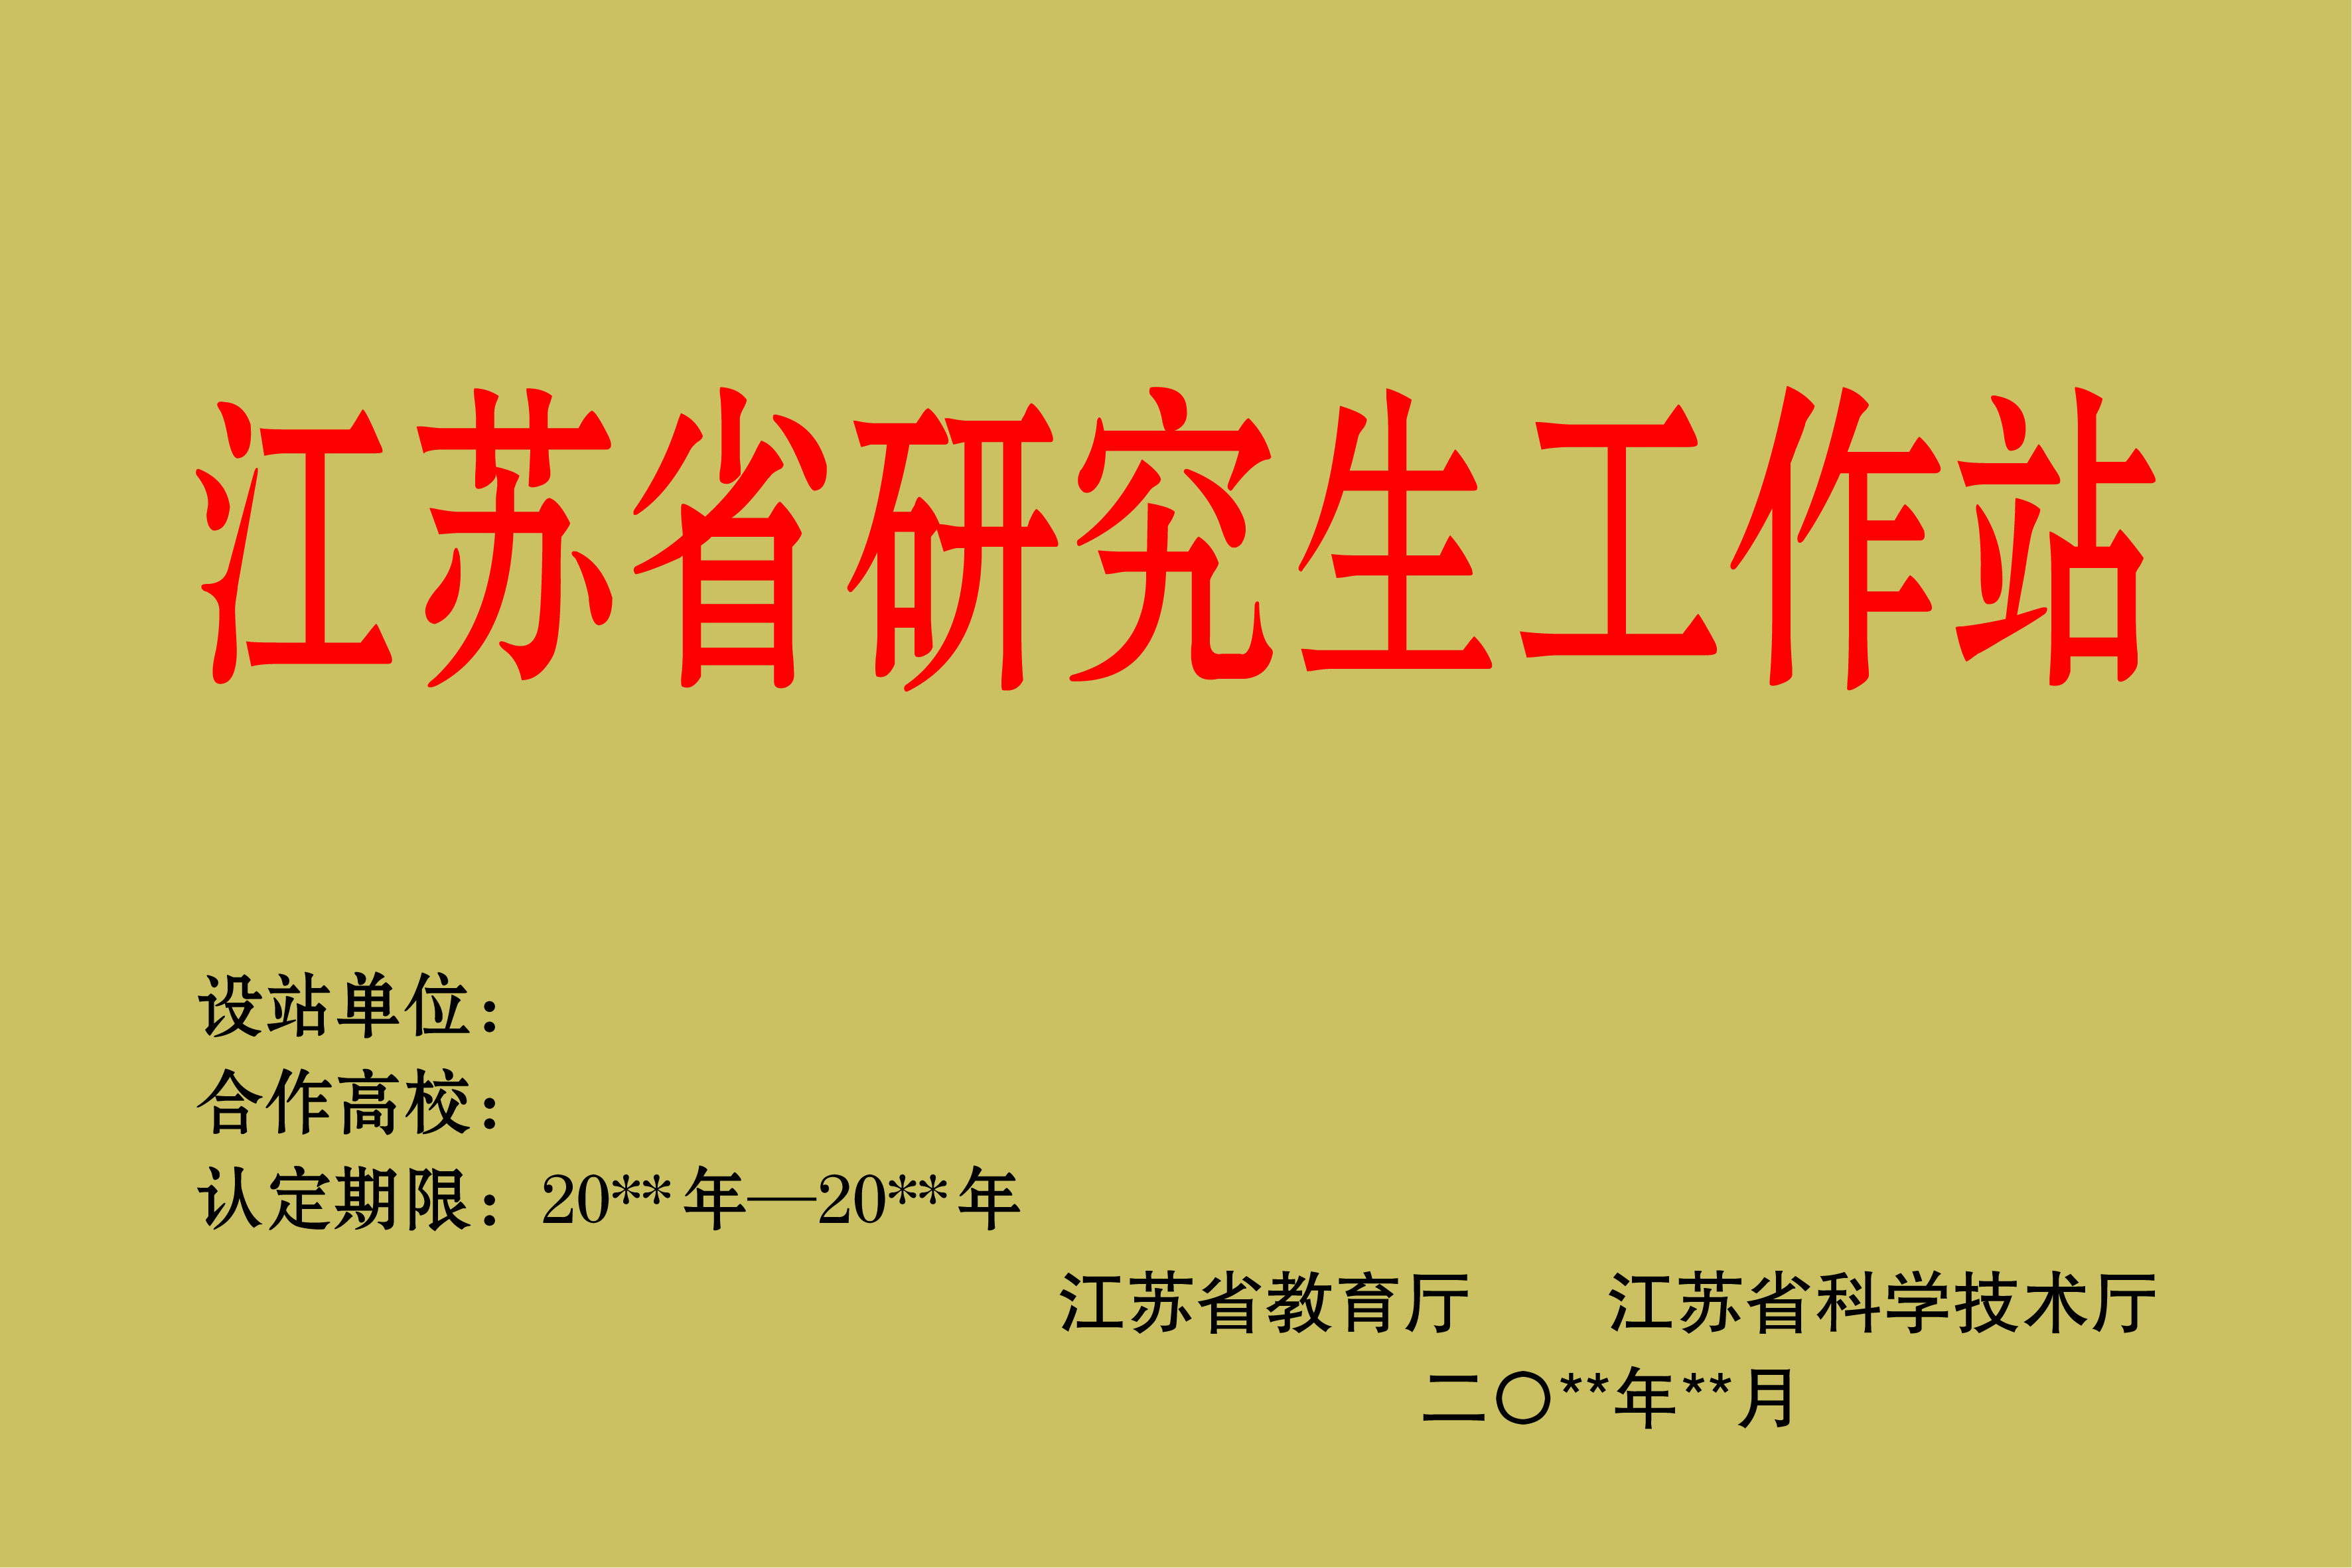 江苏省研究生工作站
设站单位：
合作高校：
认定期限：20**年—20**年
江苏省教育厅 江苏省科学技术厅
二〇**年**月